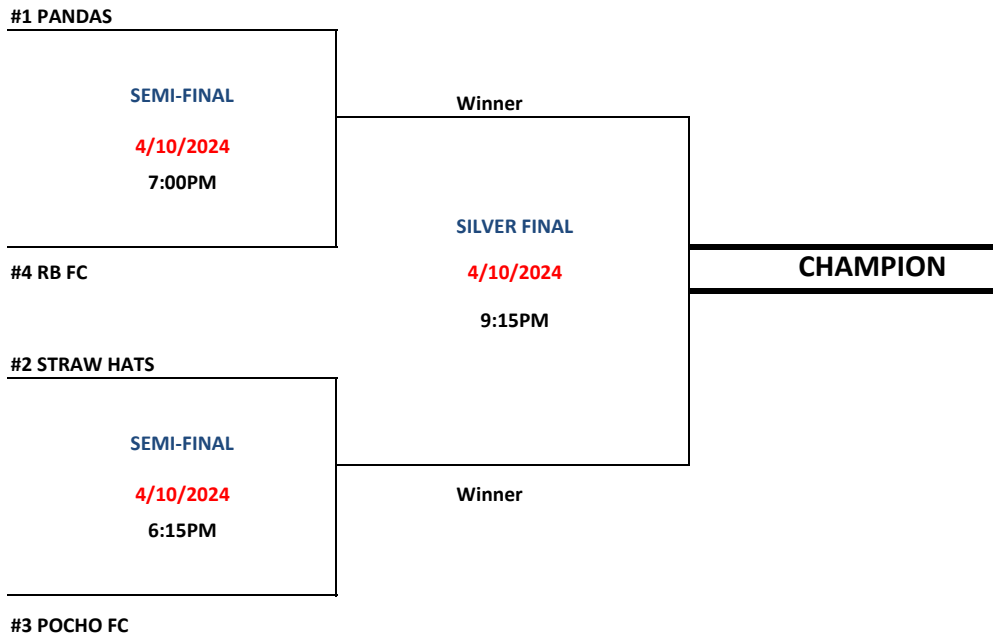 #1 PANDAS
SEMI-FINAL
4/10/2024
7:00PM
#4 RB FC
Winner
SILVER FINAL
4/10/2024
9:15PM
CHAMPION
#2 STRAW HATS
SEMI-FINAL
4/10/2024
6:15PM
#3 POCHO FC
Winner